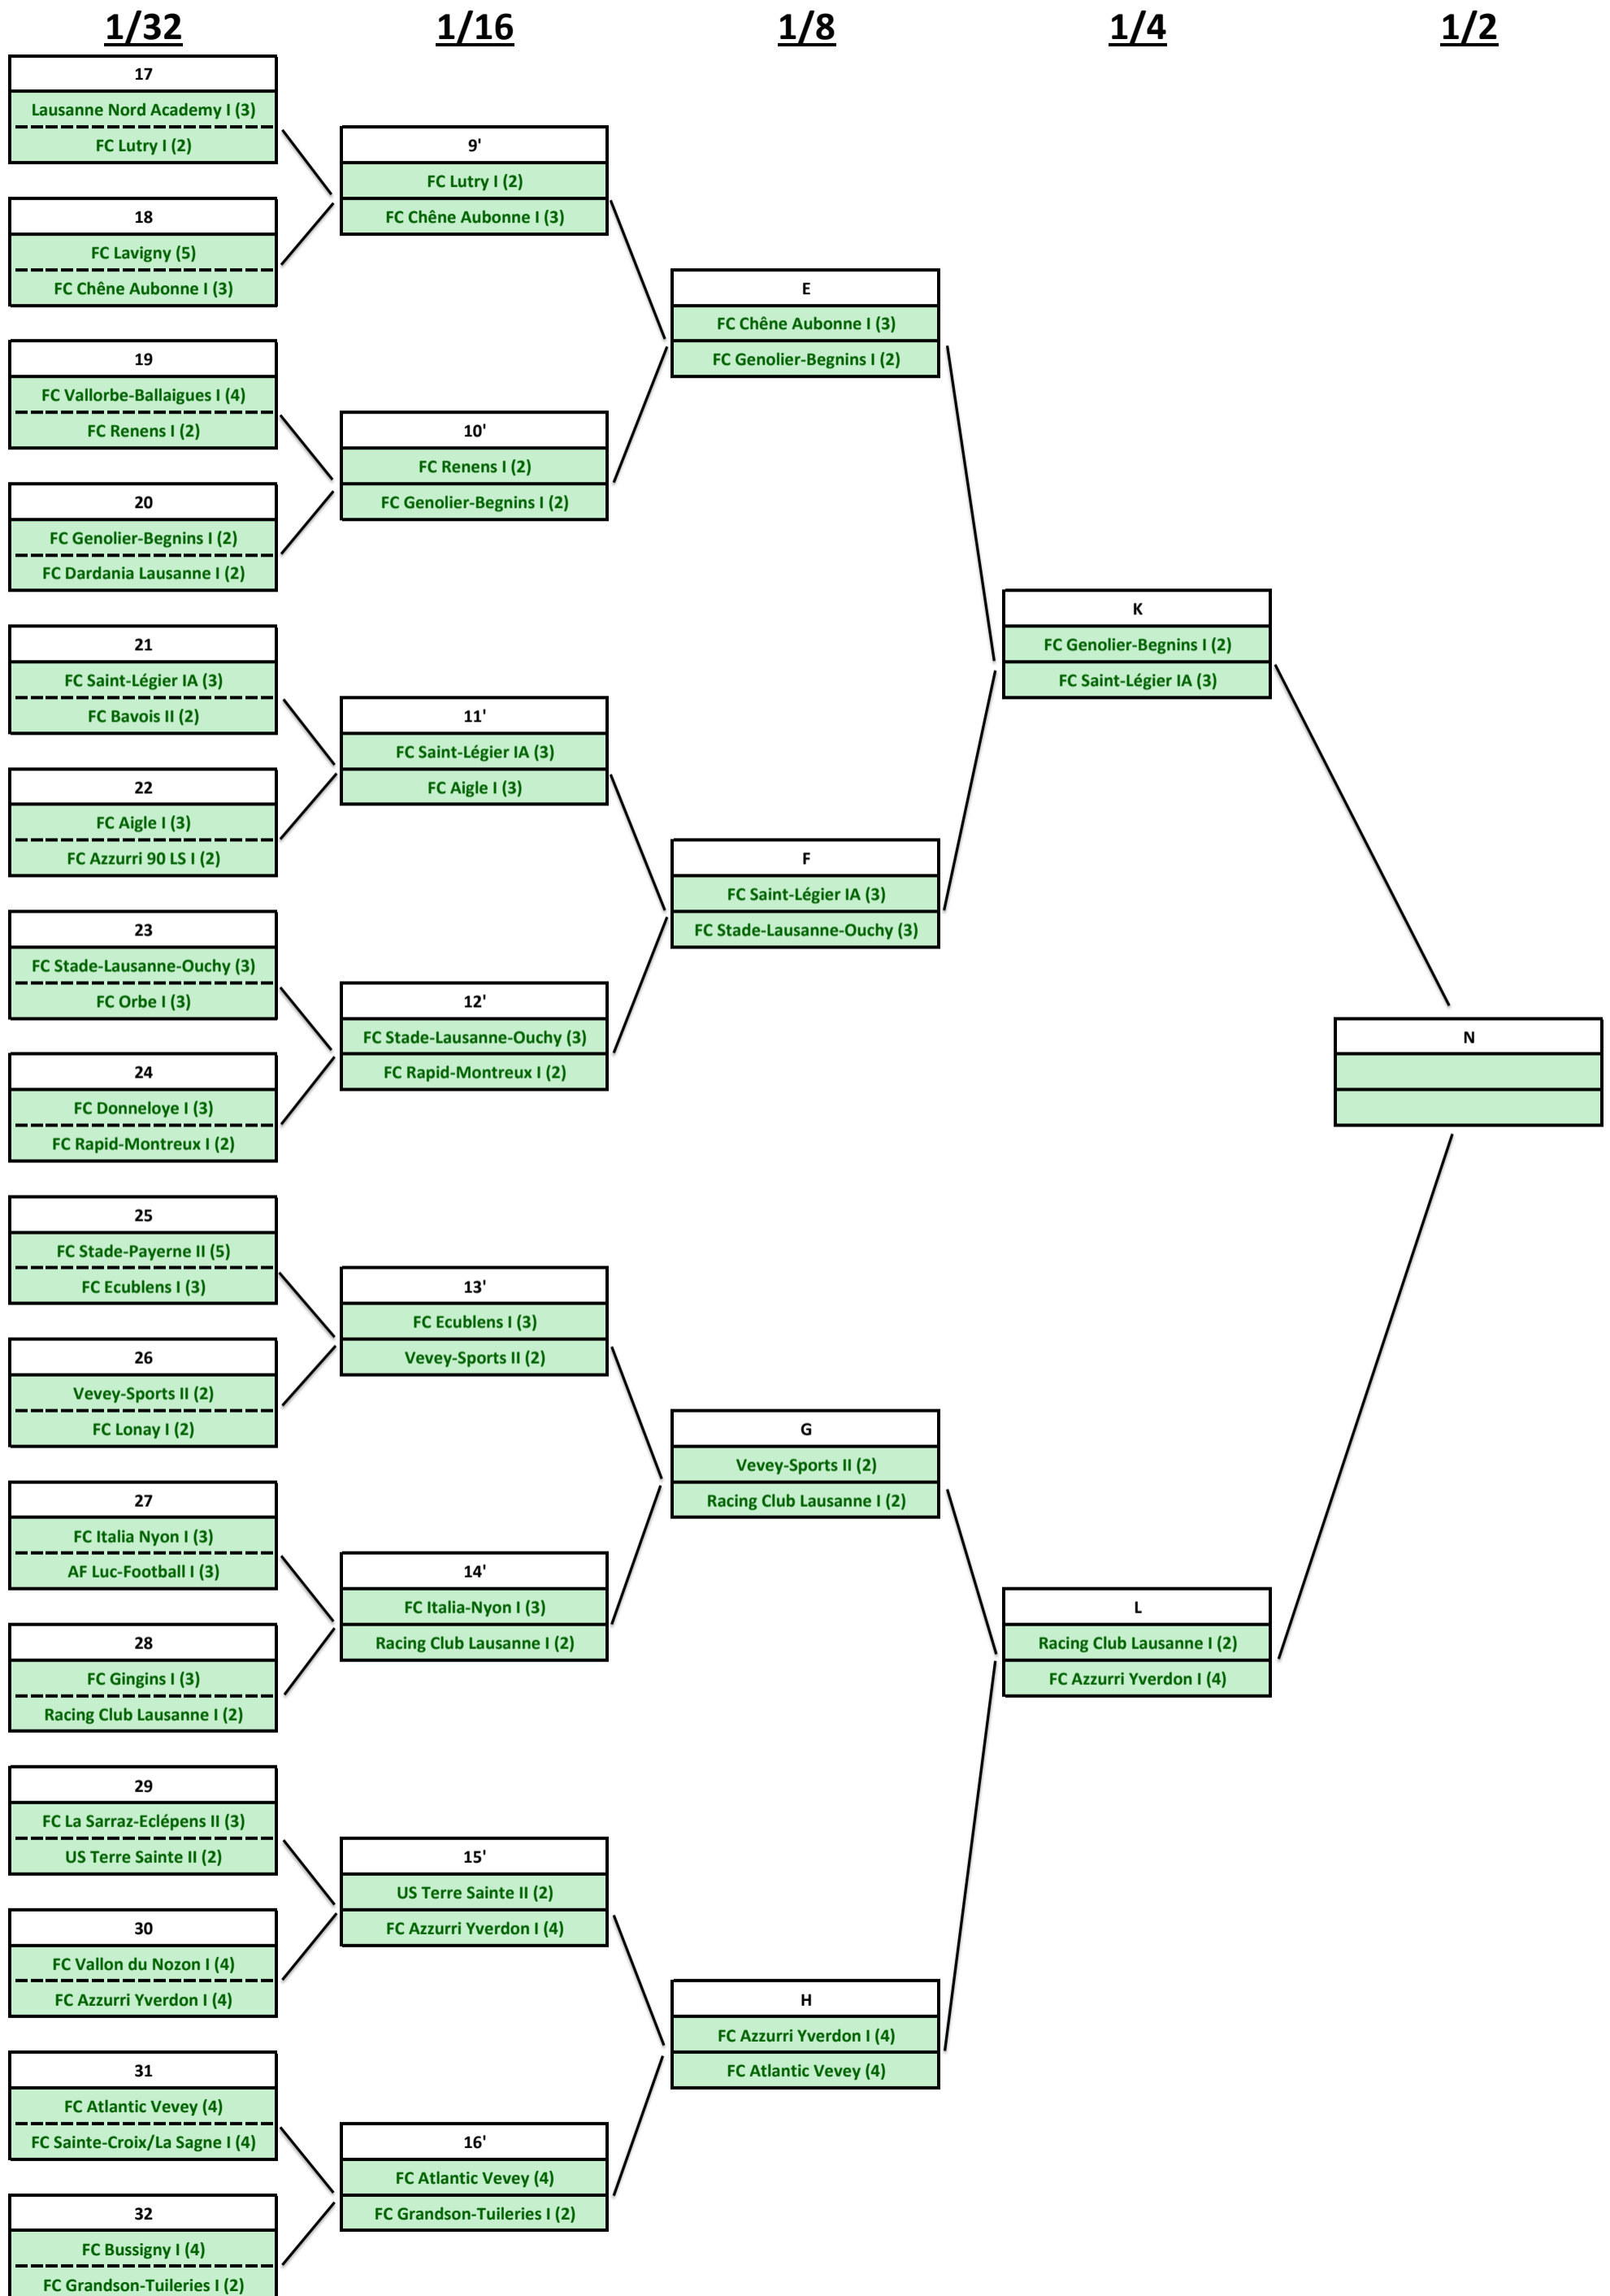 1/32
1/16
1/8
1/4
1/2
17
Lausanne Nord Academy I (3)
FC Lutry I (2)
18
FC Lavigny (5)
FC Chêne Aubonne I (3)
19
FC Vallorbe-Ballaigues I (4)
FC Renens I (2)
20
FC Genolier-Begnins I (2)
FC Dardania Lausanne I (2)
21
FC Saint-Légier IA (3)
FC Bavois II (2)
22
FC Aigle I (3)
FC Azzurri 90 LS I (2)
23
FC Stade-Lausanne-Ouchy (3)
FC Orbe I (3)
24
FC Donneloye I (3)
FC Rapid-Montreux I (2)
25
FC Stade-Payerne II (5)
FC Ecublens I (3)
26
Vevey-Sports II (2)
FC Lonay I (2)
27
FC Italia Nyon I (3)
AF Luc-Football I (3)
28
FC Gingins I (3)
Racing Club Lausanne I (2)
29
FC La Sarraz-Eclépens II (3)
US Terre Sainte II (2)
30
FC Vallon du Nozon I (4)
FC Azzurri Yverdon I (4)
31
FC Atlantic Vevey (4)
FC Sainte-Croix/La Sagne I (4)
32
FC Bussigny I (4)
FC Grandson-Tuileries I (2)
9'
FC Lutry I (2)
FC Chêne Aubonne I (3)
10'
FC Renens I (2)
FC Genolier-Begnins I (2)
11'
FC Saint-Légier IA (3)
FC Aigle I (3)
12'
FC Stade-Lausanne-Ouchy (3)
FC Rapid-Montreux I (2)
13'
FC Ecublens I (3)
Vevey-Sports II (2)
14'
FC Italia-Nyon I (3)
Racing Club Lausanne I (2)
15'
US Terre Sainte II (2)
FC Azzurri Yverdon I (4)
16'
FC Atlantic Vevey (4)
FC Grandson-Tuileries I (2)
E
FC Chêne Aubonne I (3)
FC Genolier-Begnins I (2)
F
FC Saint-Légier IA (3)
FC Stade-Lausanne-Ouchy (3)
G
Vevey-Sports II (2)
Racing Club Lausanne I (2)
H
FC Azzurri Yverdon I (4)
FC Atlantic Vevey (4)
K
FC Genolier-Begnins I (2)
FC Saint-Légier IA (3)
L
Racing Club Lausanne I (2)
FC Azzurri Yverdon I (4)
N